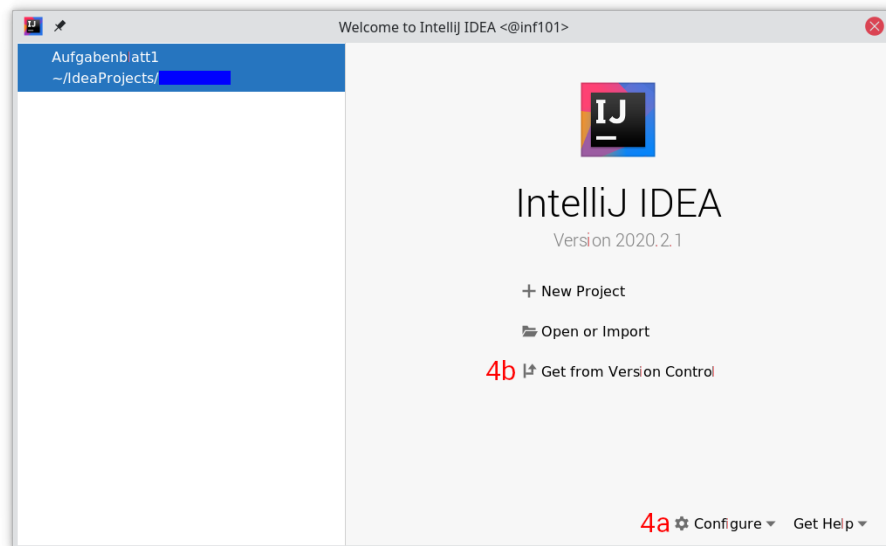 Welcome to IntelliJ IDEA <@inf101>
Aufgabenblatt1
~/IdeaProjects/
IJ
IntelliJ IDEA
Version 2020.2.1
New Project
Open or Import
4b Get from Version Control
4a Configure Get Help